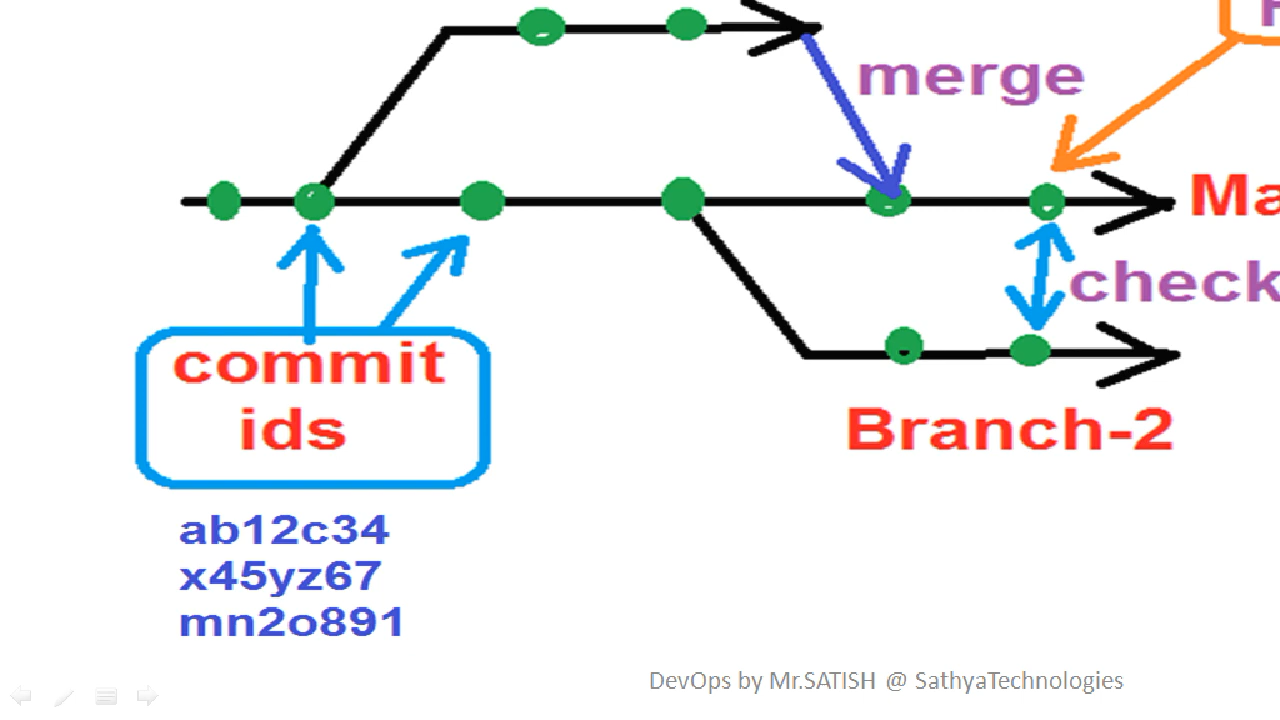 merge
Ma
check
commit
ids
Branch-2
ab12c34
x45yz67
mn2o891
DevOps by Mr.SATISH @ SathyaTechnologies